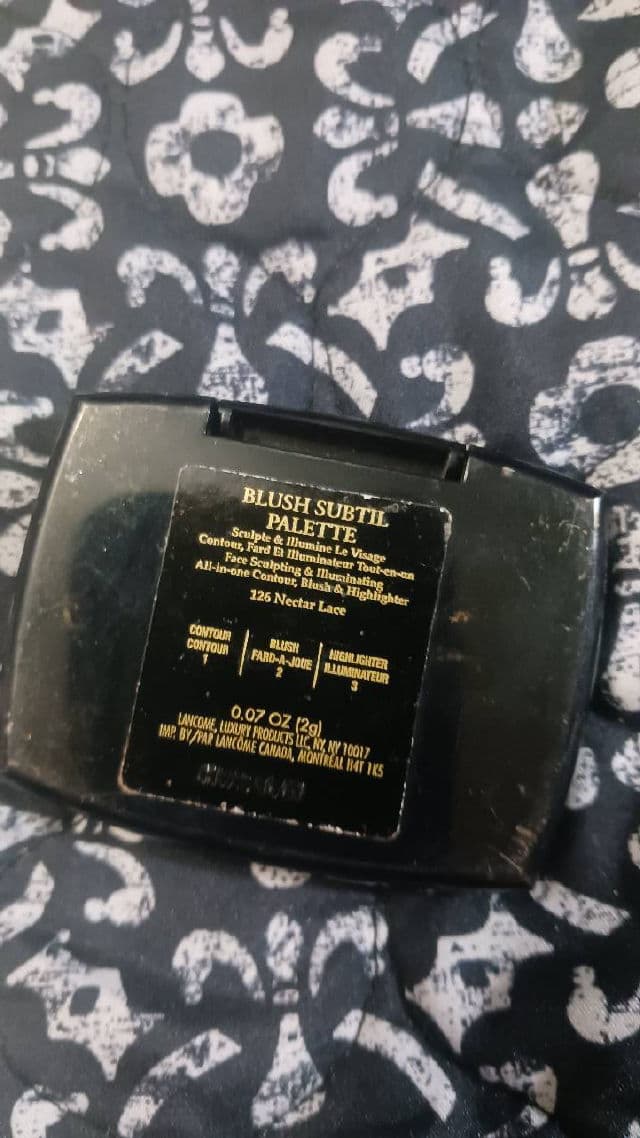 BLUSH SUBTIL
PALETTE
Sculpte & Illumine Le Visage
Contour, Fard Et Illuminateur Tout-en-un
Face Sculpting & Illuminating
All-in-one Contour, Blush & Highlighter
126 Nectar Lace
CONTOUR
CONTOUR
1
BLUSH
FARD-A-JOUE
2
HIGHLIGHTER
ILLUMINATEUR
3
0.07 OZ (2g)
LANCOME, LUXURY PRODUCTS LLC, NY, NY 10017
IMP. BY/PAR LANCÔME CANADA, MONTRÉAL H4T 1K5